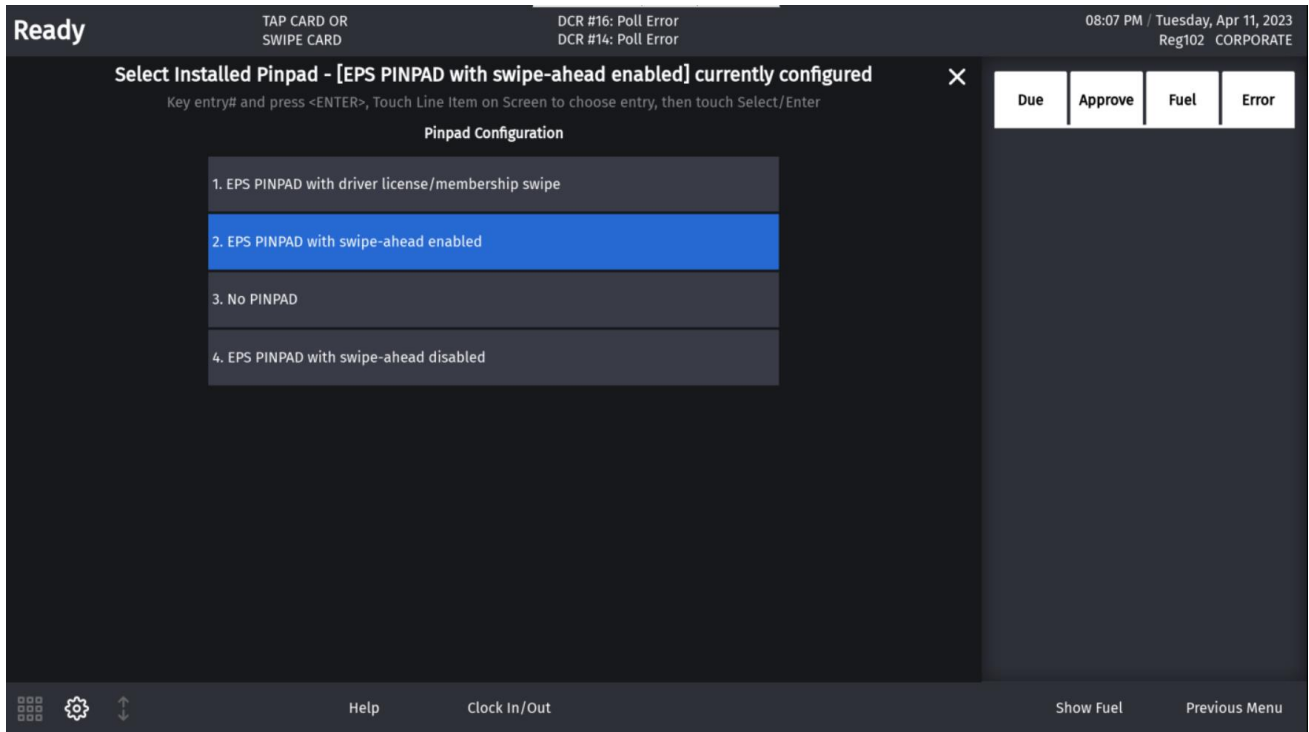 Ready
TAP CARD OR
SWIPE CARD
DCR #16: Poll Error
DCR #14: Poll Error
08:07 PM / Tuesday, Apr 11, 2023
Reg102 CORPORATE
Select Installed Pinpad - [EPS PINPAD with swipe-ahead enabled] currently configured
Key entry# and press <ENTER>, Touch Line Item on Screen to choose entry, then touch Select/Enter
Pinpad Configuration
1. EPS PINPAD with driver license/membership swipe
2. EPS PINPAD with swipe-ahead enabled
3. No PINPAD
4. EPS PINPAD with swipe-ahead disabled
Due Approve Fuel Error
Help Clock In/Out Show Fuel Previous Menu